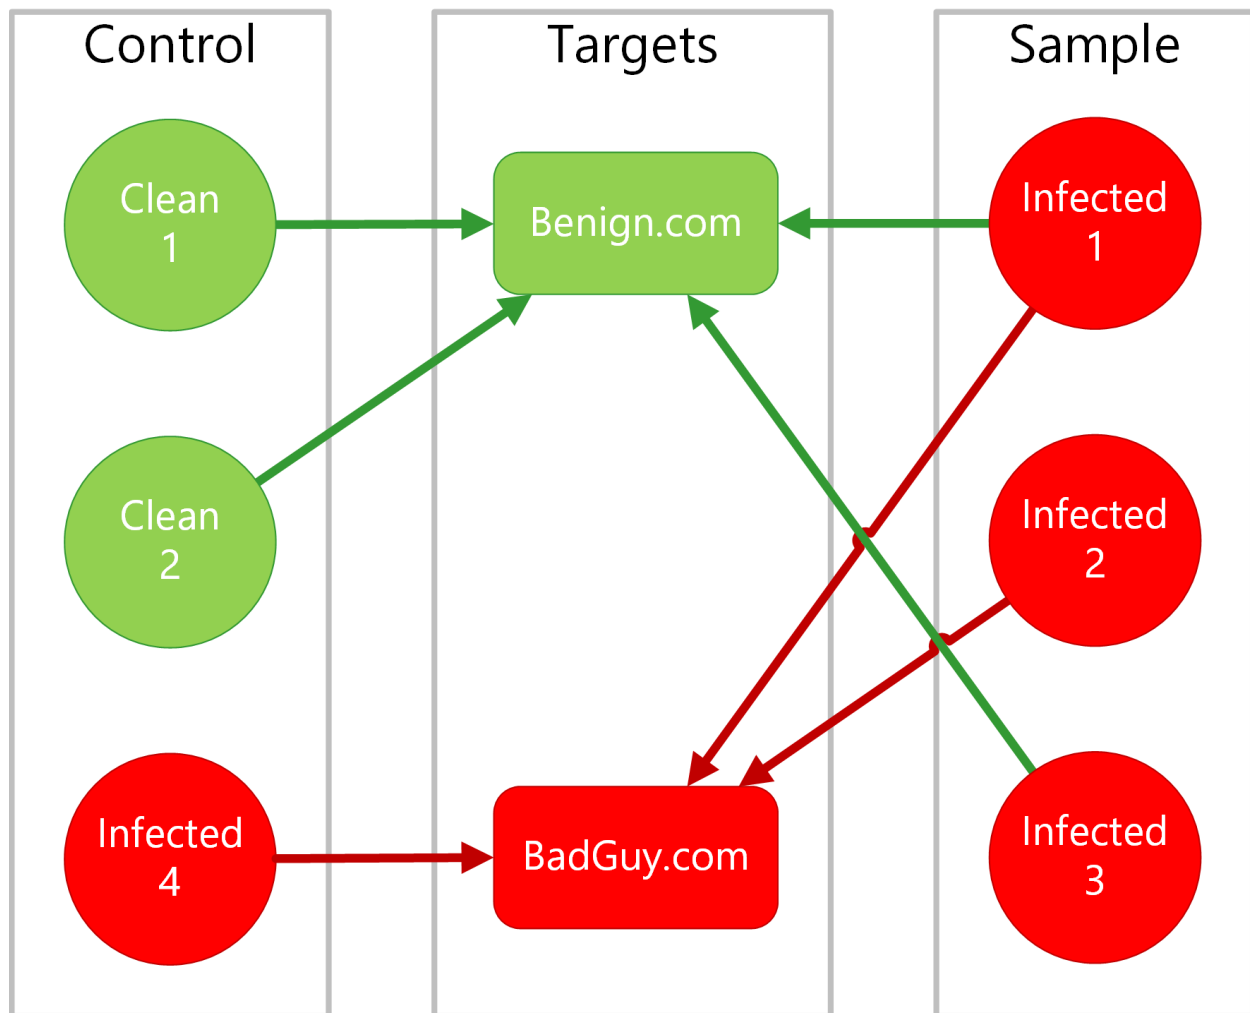 Control
Targets
Sample
Clean
1
Benign.com
Infected
1
Clean
2
Infected
2
Infected
4
BadGuy.com
Infected
3